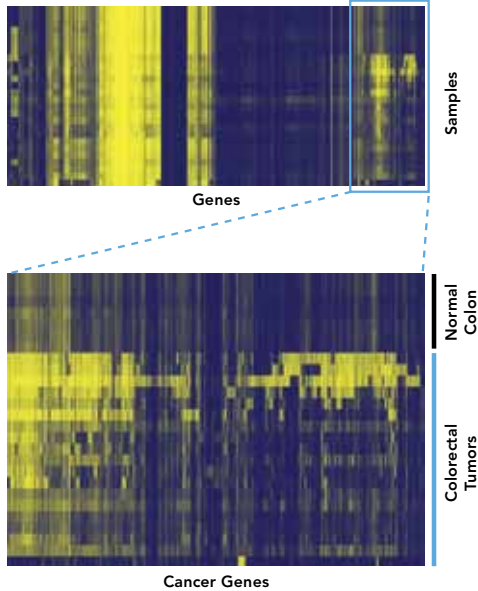 Samples
Genes
Normal
Colon
Colorectal
Tumors
Cancer Genes